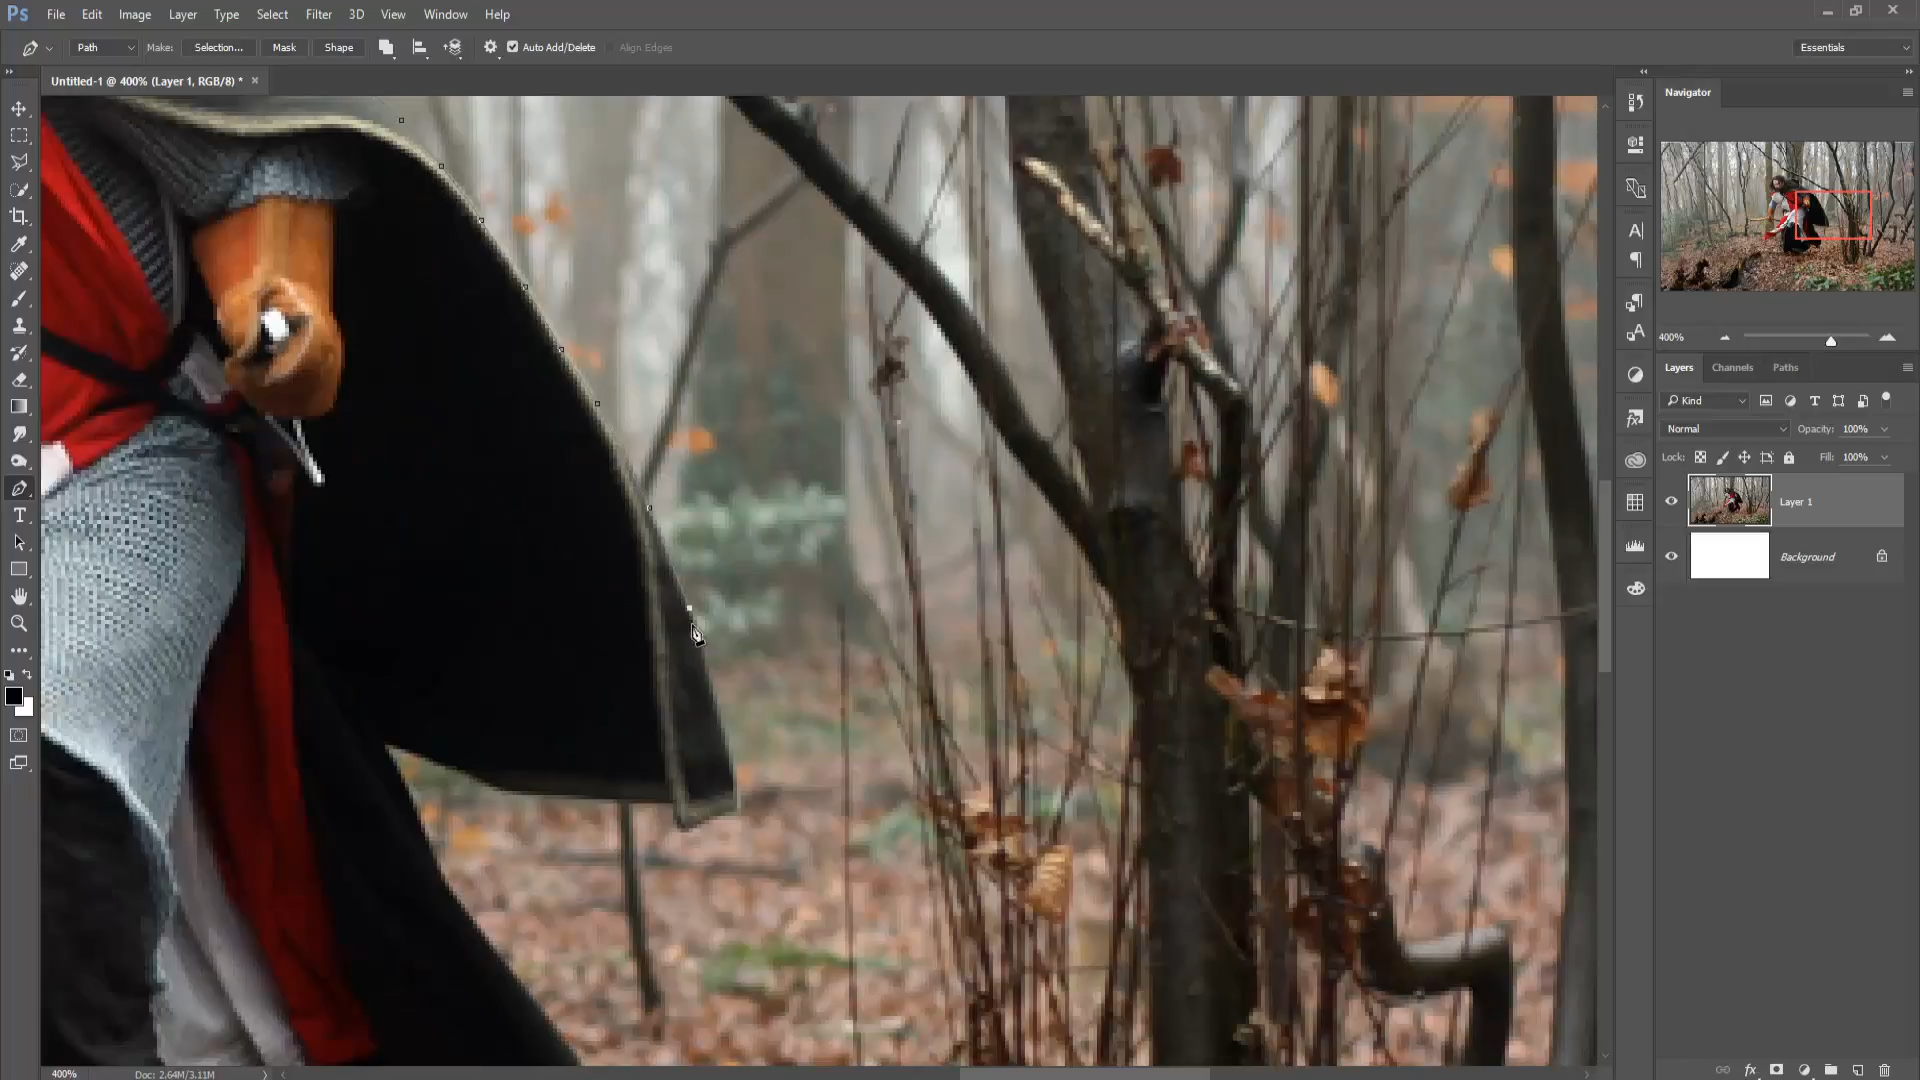 Ps File Edit Image Layer Type Select Filter 3D View Window Help
Path Make: Selection... Mask Shape Auto Add/Delete Align Edges Essentials
Untitled-1 @ 400% (Layer 1, RGB/8) *
Navigator
400%
Layers Channels Paths
Kind
Normal Opacity: 100%
Lock: Fill: 100%
Layer 1
Background
400% Doc: 2.64M/3.11M